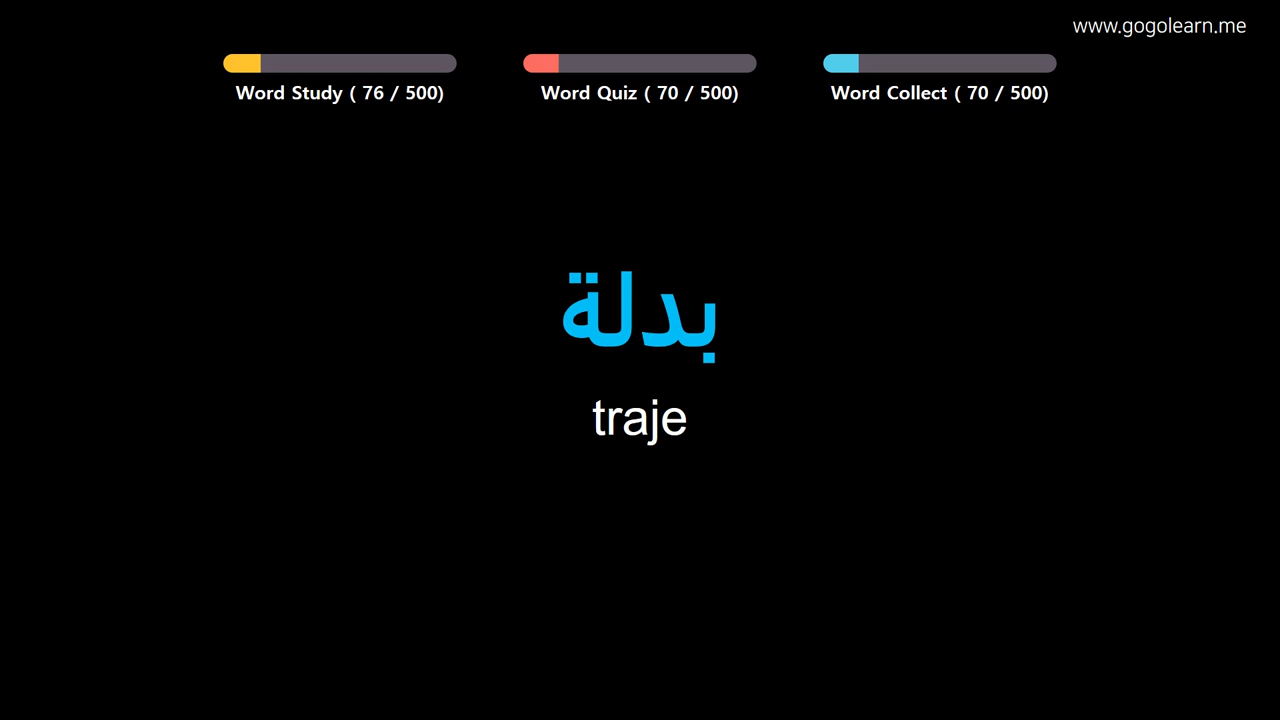 www.gogolearn.me
Word Study ( 76 / 500)
Word Quiz ( 70 / 500)
Word Collect ( 70 / 500)
بدلة
traje